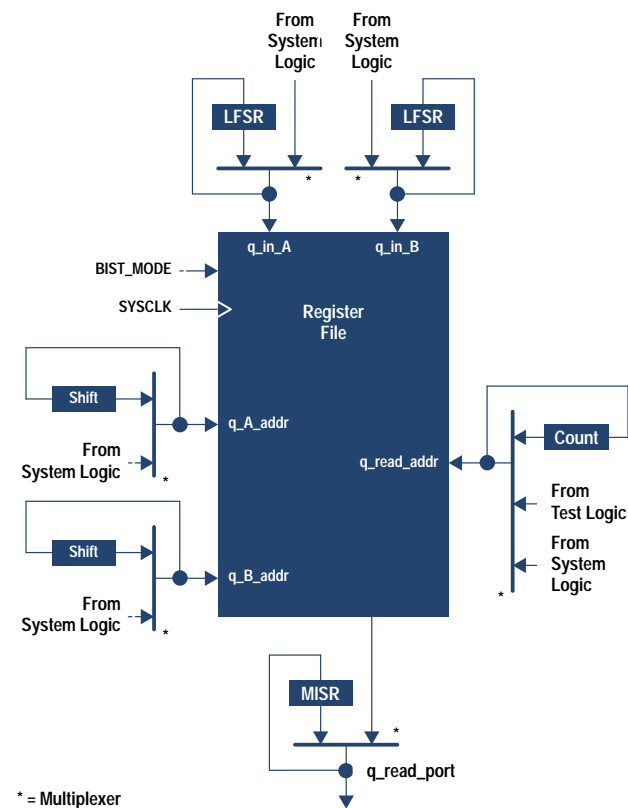 From
System
Logic
From
System
Logic
LFSR
LFSR
*
*
q_in_A
q_in_B
BIST_MODE
SYSCLK
Register
File
Shift
q_A_addr
From
System Logic
*
Count
q_read_addr
From
Test Logic
From
System
Logic
*
Shift
q_B_addr
From
System Logic
*
MISR
*
q_read_port
* = Multiplexer